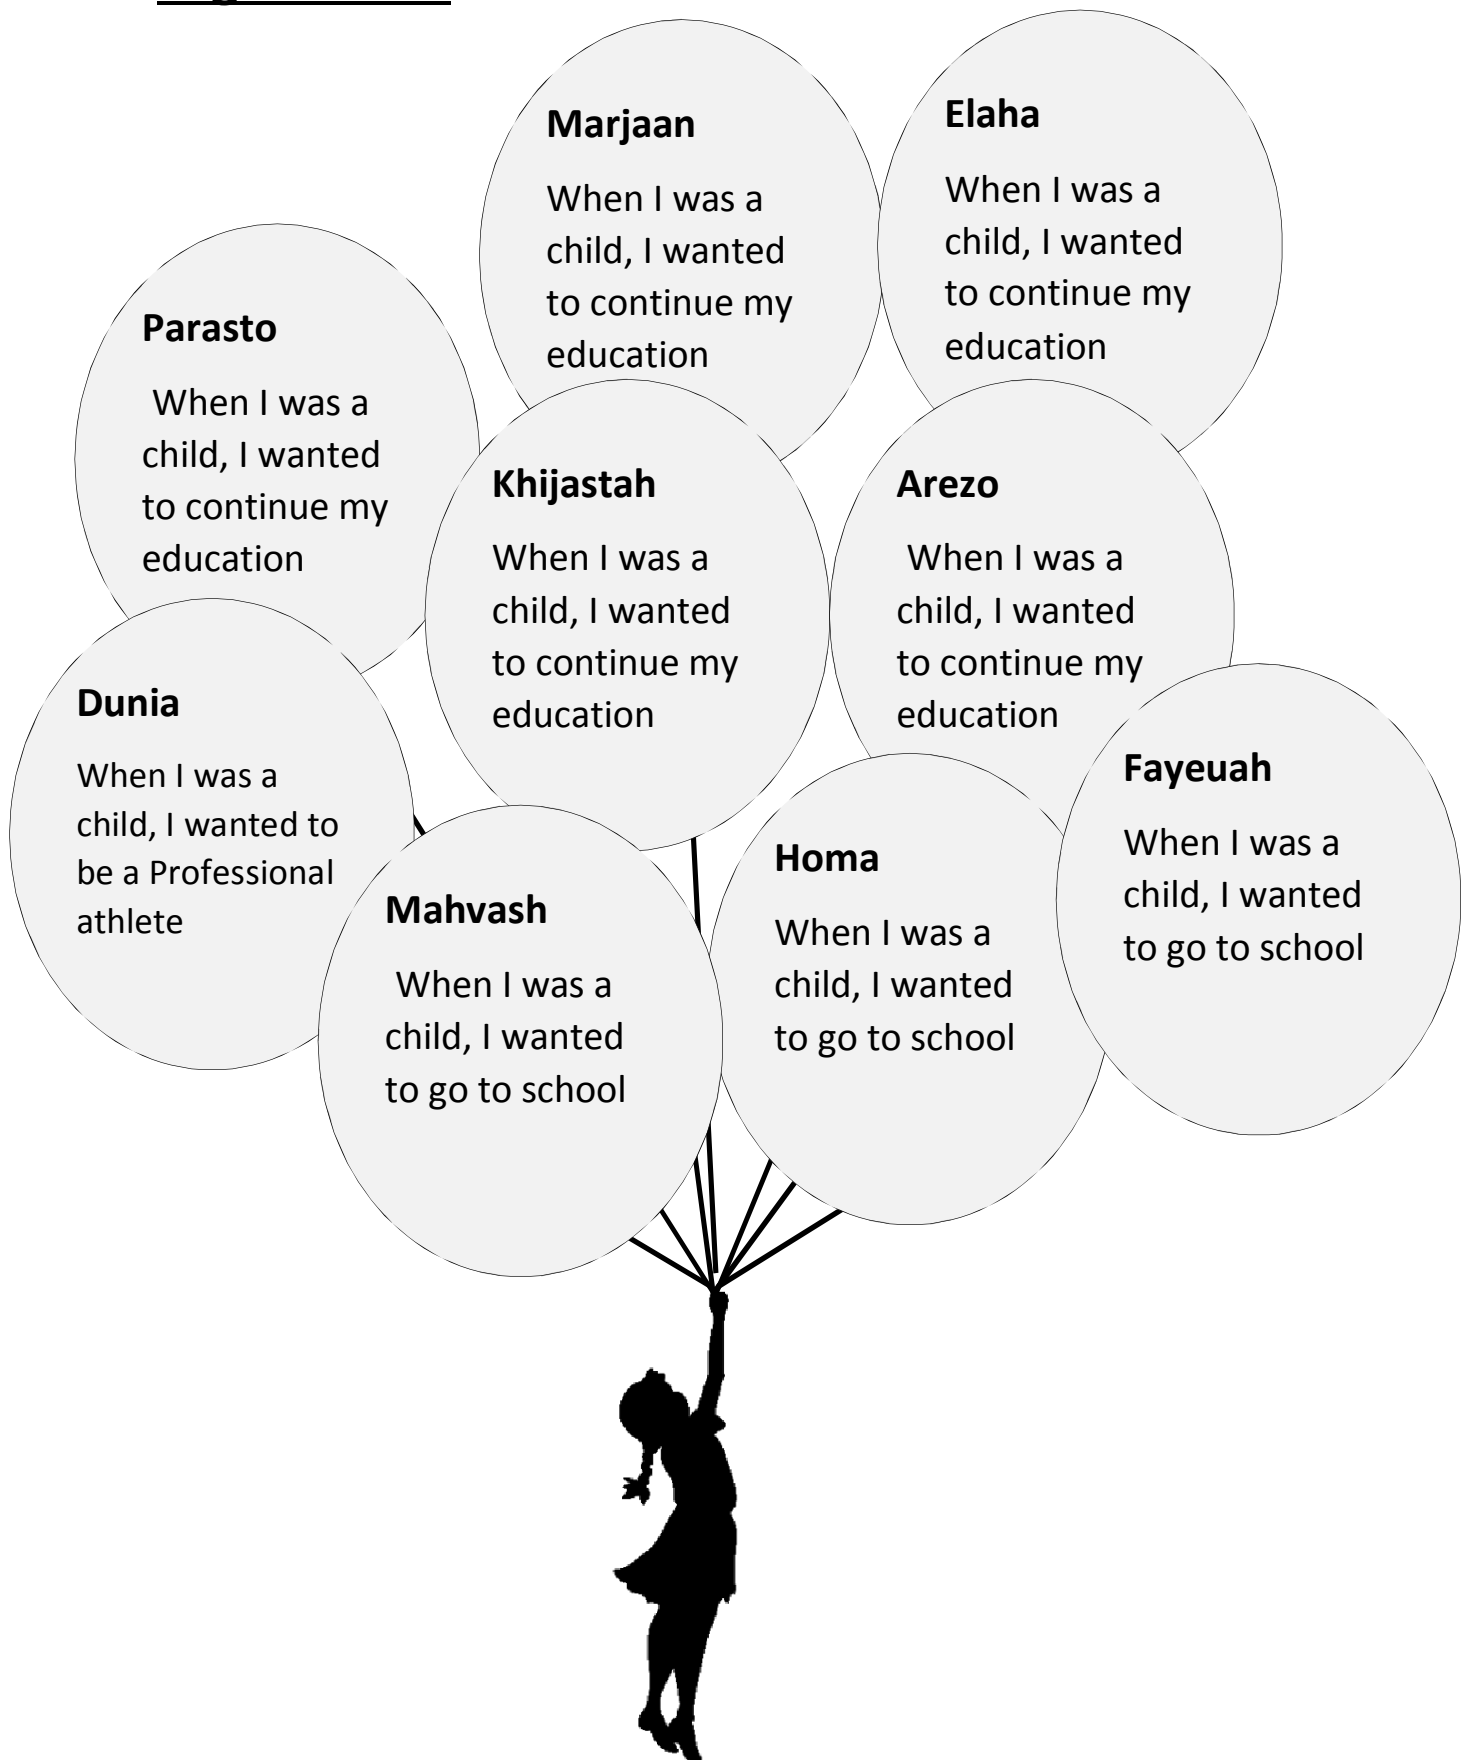 Marjaan
When I was a
child, I wanted
to continue my
education
Elaha
When I was a
child, I wanted
to continue my
education
Parasto
When I was a
child, I wanted
to continue my
education
Khijastah
When I was a
child, I wanted
to continue my
education
Arezo
When I was a
child, I wanted
to continue my
education
Dunia
When I was a
child, I wanted to
be a Professional
athlete
Mahvash
When I was a
child, I wanted
to go to school
Homa
When I was a
child, I wanted
to go to school
Fayeuah
When I was a
child, I wanted
to go to school